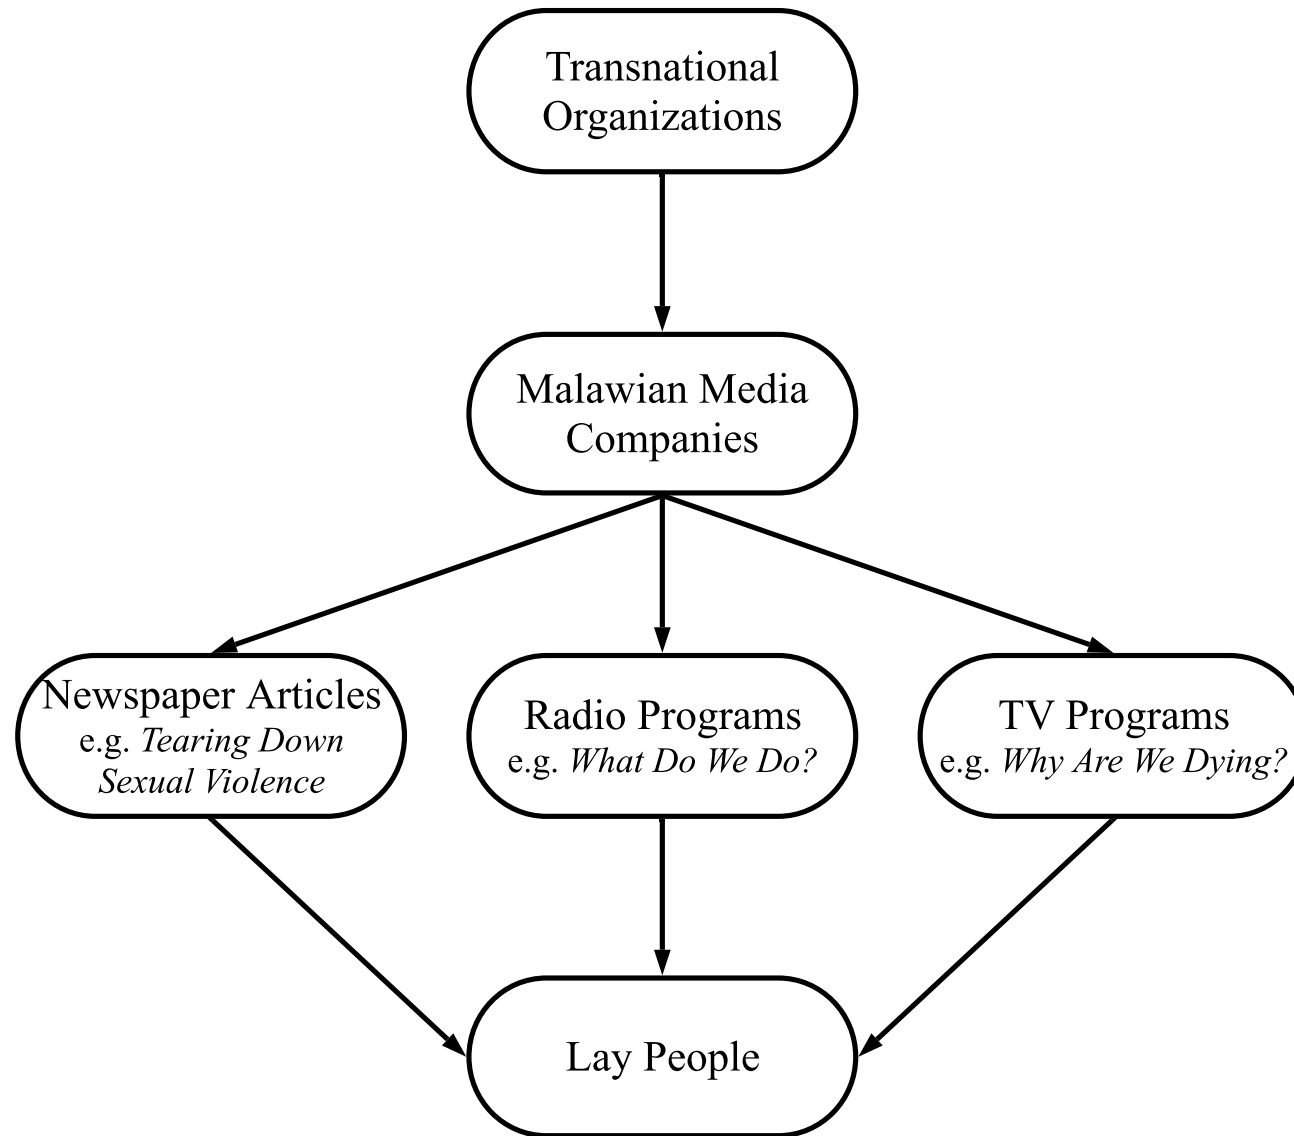 Transnational
Organizations
Malawian Media
Companies
Newspaper Articles
e.g. Tearing Down
Sexual Violence
Radio Programs
e.g. What Do We Do?
TV Programs
e.g. Why Are We Dying?
Lay People